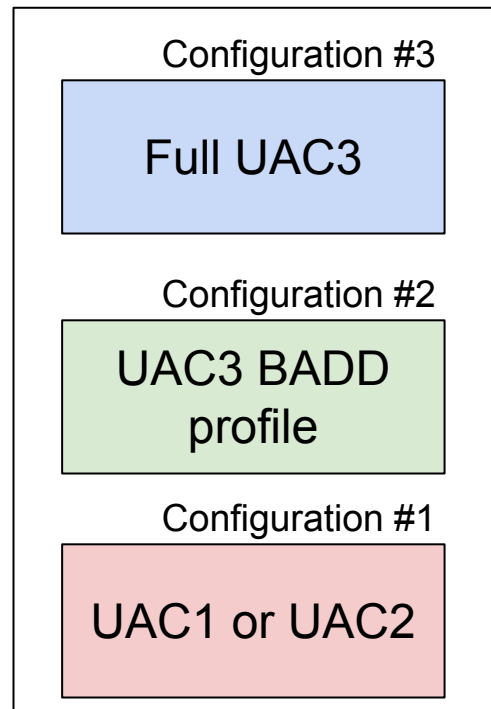 Configuration #3
Full UAC3
Configuration #2
UAC3 BADD
profile
Configuration #1
UAC1 or UAC2